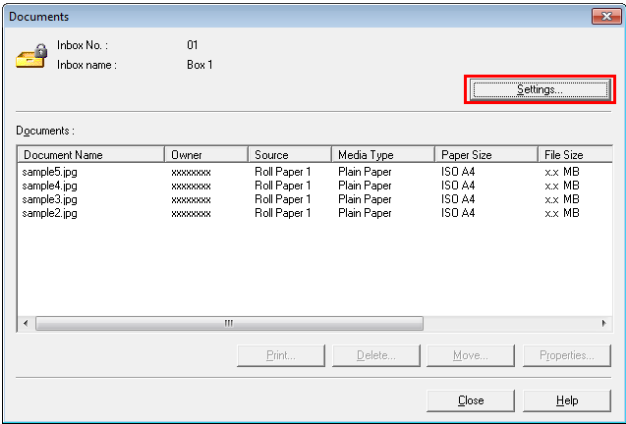 Documents
Inbox No. : 01
Inbox name : Box 1
Settings...
Documents :
Document Name Owner Source Media Type Paper Size File Size
sample5.jpg xxxxxxxx Roll Paper 1 Plain Paper ISO A4 x.x MB
sample4.jpg xxxxxxxx Roll Paper 1 Plain Paper ISO A4 x.x MB
sample3.jpg xxxxxxxx Roll Paper 1 Plain Paper ISO A4 x.x MB
sample2.jpg xxxxxxxx Roll Paper 1 Plain Paper ISO A4 x.x MB
Print... Delete... Move... Properties...
Close Help